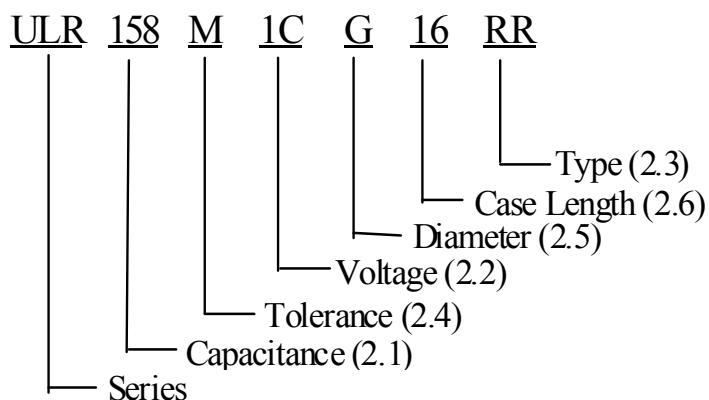 ULR 158 M 1C G 16 RR
Type (2.3)
Case Length (2.6)
Diameter (2.5)
Voltage (2.2)
Tolerance (2.4)
Capacitance (2.1)
Series